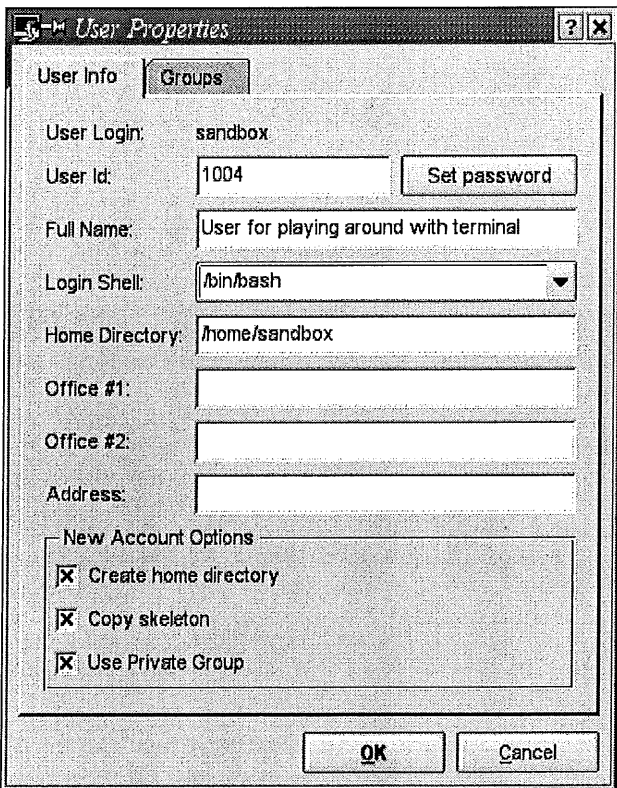 User Properties ? X
User Info Groups
User Login: sandbox
User Id: 1004 Set password
Full Name: User for playing around with terminal
Login Shell: /bin/bash
Home Directory: /home/sandbox
Office #1:
Office #2:
Address:
New Account Options
Create home directory
Copy skeleton
Use Private Group
OK Cancel